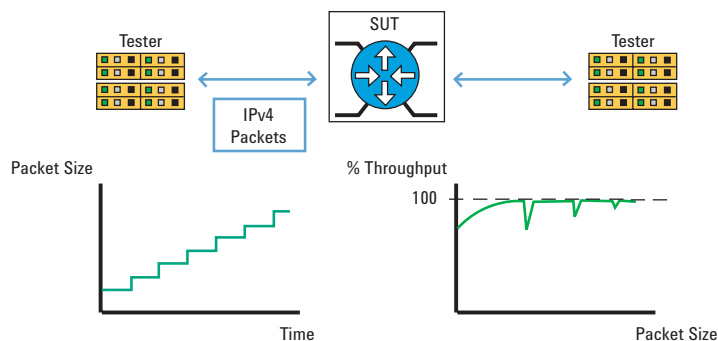 Tester
SUT
Tester
IPv4
Packets
Packet Size
% Throughput
100
Time
Packet Size